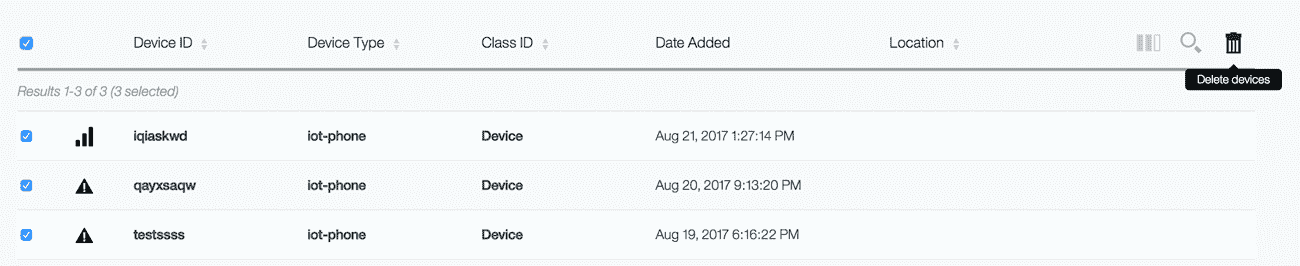 Device ID Device Type Class ID Date Added Location
Delete devices
Results 1-3 of 3 (3 selected)
iqiaskwd iot-phone Device Aug 21, 2017 1:27:14 PM
qayxsaqw iot-phone Device Aug 20, 2017 9:13:20 PM
testssss iot-phone Device Aug 19, 2017 6:16:22 PM